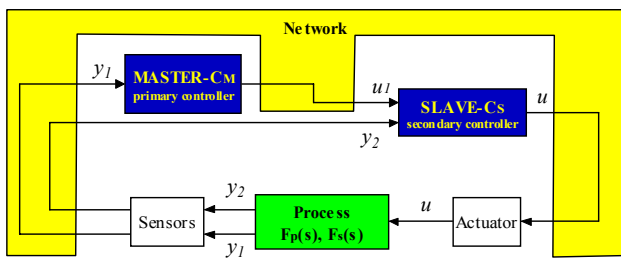 Network
y1
MASTER-CM
primary controller
u1
SLAVE-CS
secondary controller
u
y2
Sensors
y2
y1
Process
Fp(s), Fs(s)
u
Actuator